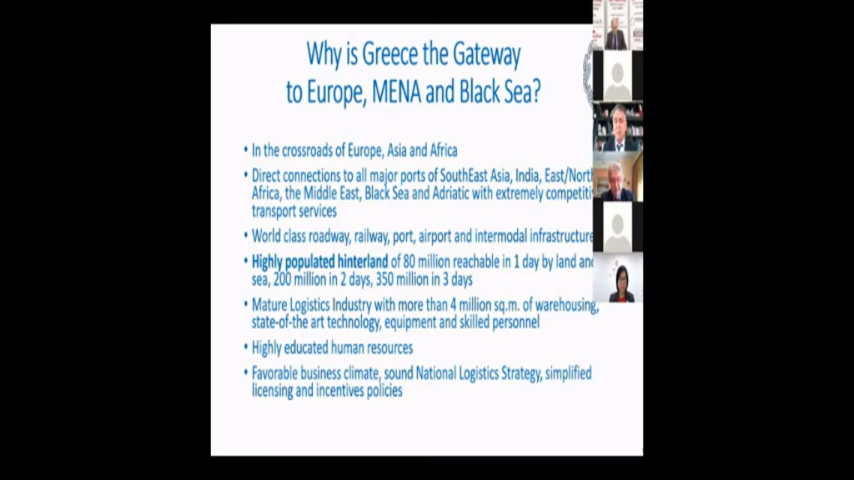 Why is Greece the Gateway
to Europe, MENA and Black Sea?
• In the crossroads of Europe, Asia and Africa
• Direct connections to all major ports of SouthEast Asia, India, East/North
Africa, the Middle East, Black Sea and Adriatic with extremely competiti
transport services
• World class roadway, railway, port, airport and intermodal infrastructure
• Highly populated hinterland of 80 million reachable in 1 day by land and
sea, 200 million in 2 days, 350 million in 3 days
• Mature Logistics Industry with more than 4 million sq.m. of warehousing,
state-of-the art technology, equipment and skilled personnel
• Highly educated human resources
• Favorable business climate, sound National Logistics Strategy, simplified
licensing and incentives policies